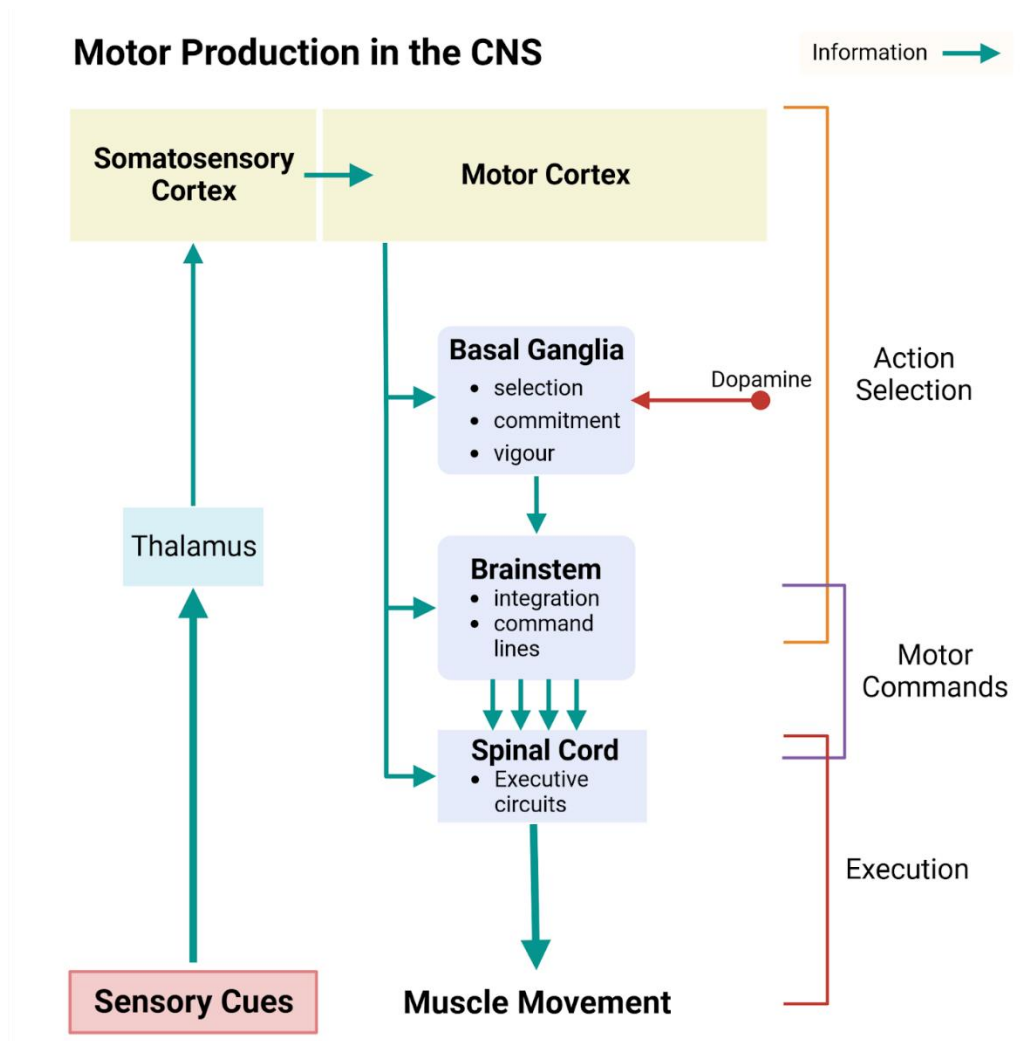 Motor Production in the CNS
Information
Somatosensory
Cortex
Motor Cortex
Basal Ganglia
• selection
• commitment
• vigour
Dopamine
Action
Selection
Thalamus
Brainstem
• integration
• command
lines
Motor
Commands
Spinal Cord
• Executive
circuits
Execution
Sensory Cues
Muscle Movement